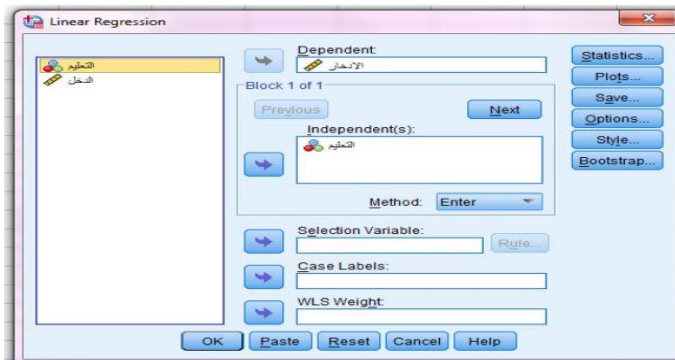 Linear Regression
التعليم
الدخل
Dependent:
الادخار
Block 1 of 1
Previous
Next
Independent(s):
التعليم
Method: Enter
Selection Variable:
Rule...
Case Labels:
WLS Weight:
Statistics...
Plots...
Save...
Options...
Style...
Bootstrap...
OK Paste Reset Cancel Help